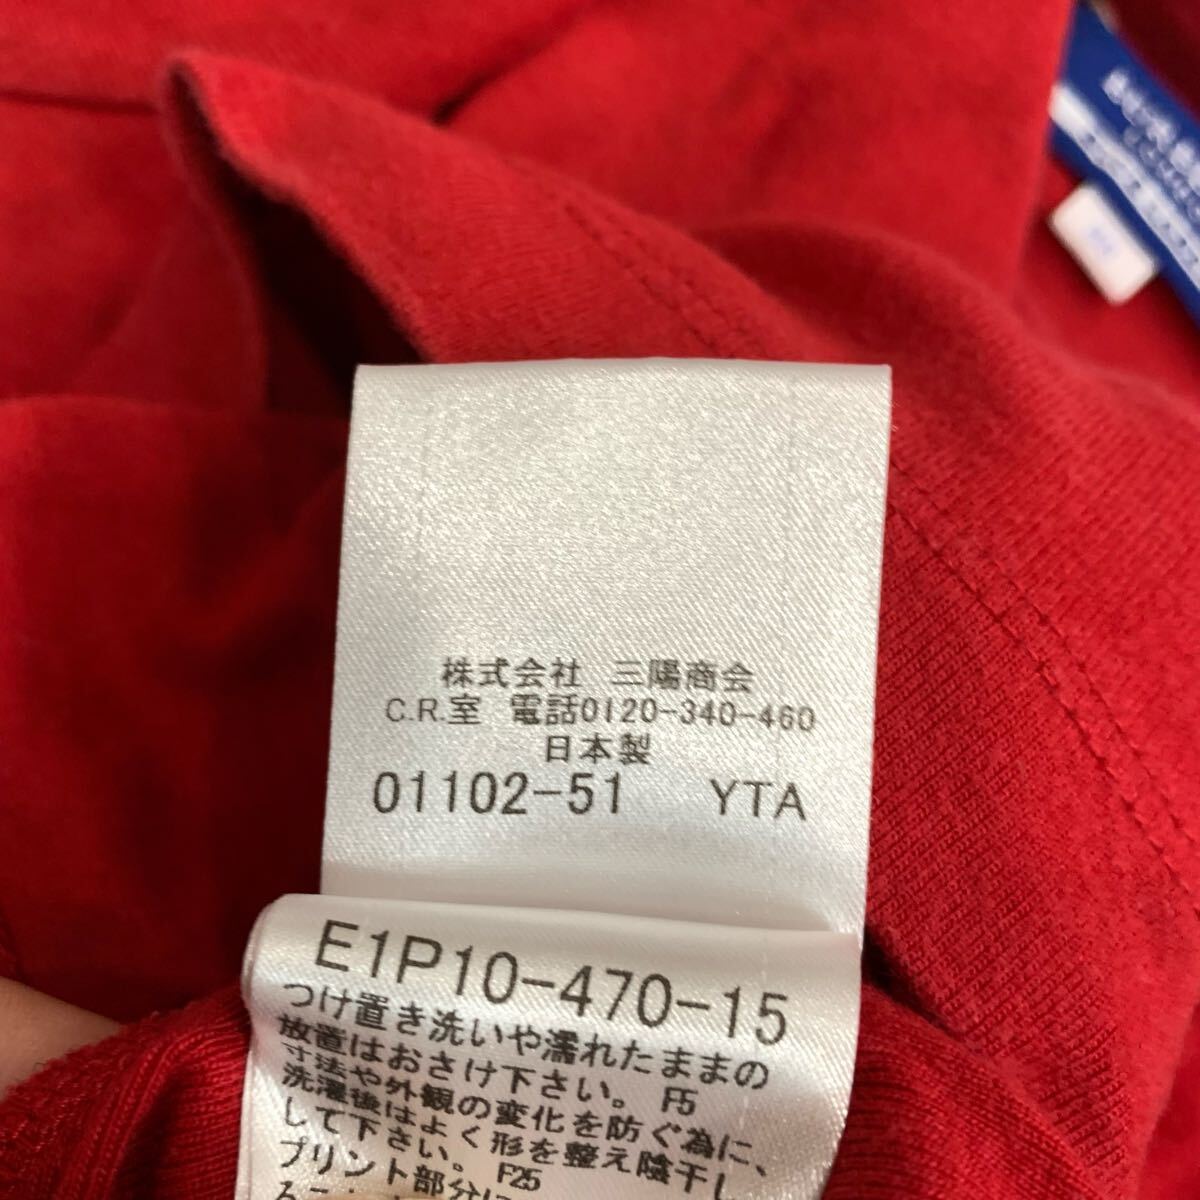 株式会社 三陽商会
C.R.室 電話0120-340-460
日本製
01102-51 YTA
E1P10-470-15
つけ置き洗いや濡れたままの
放置はおさけ下さい。 F5
寸法や外観の変化を防ぐ為に、
洗濯後はよく形を整え陰干し
して下さい。 F25
プリント部分に